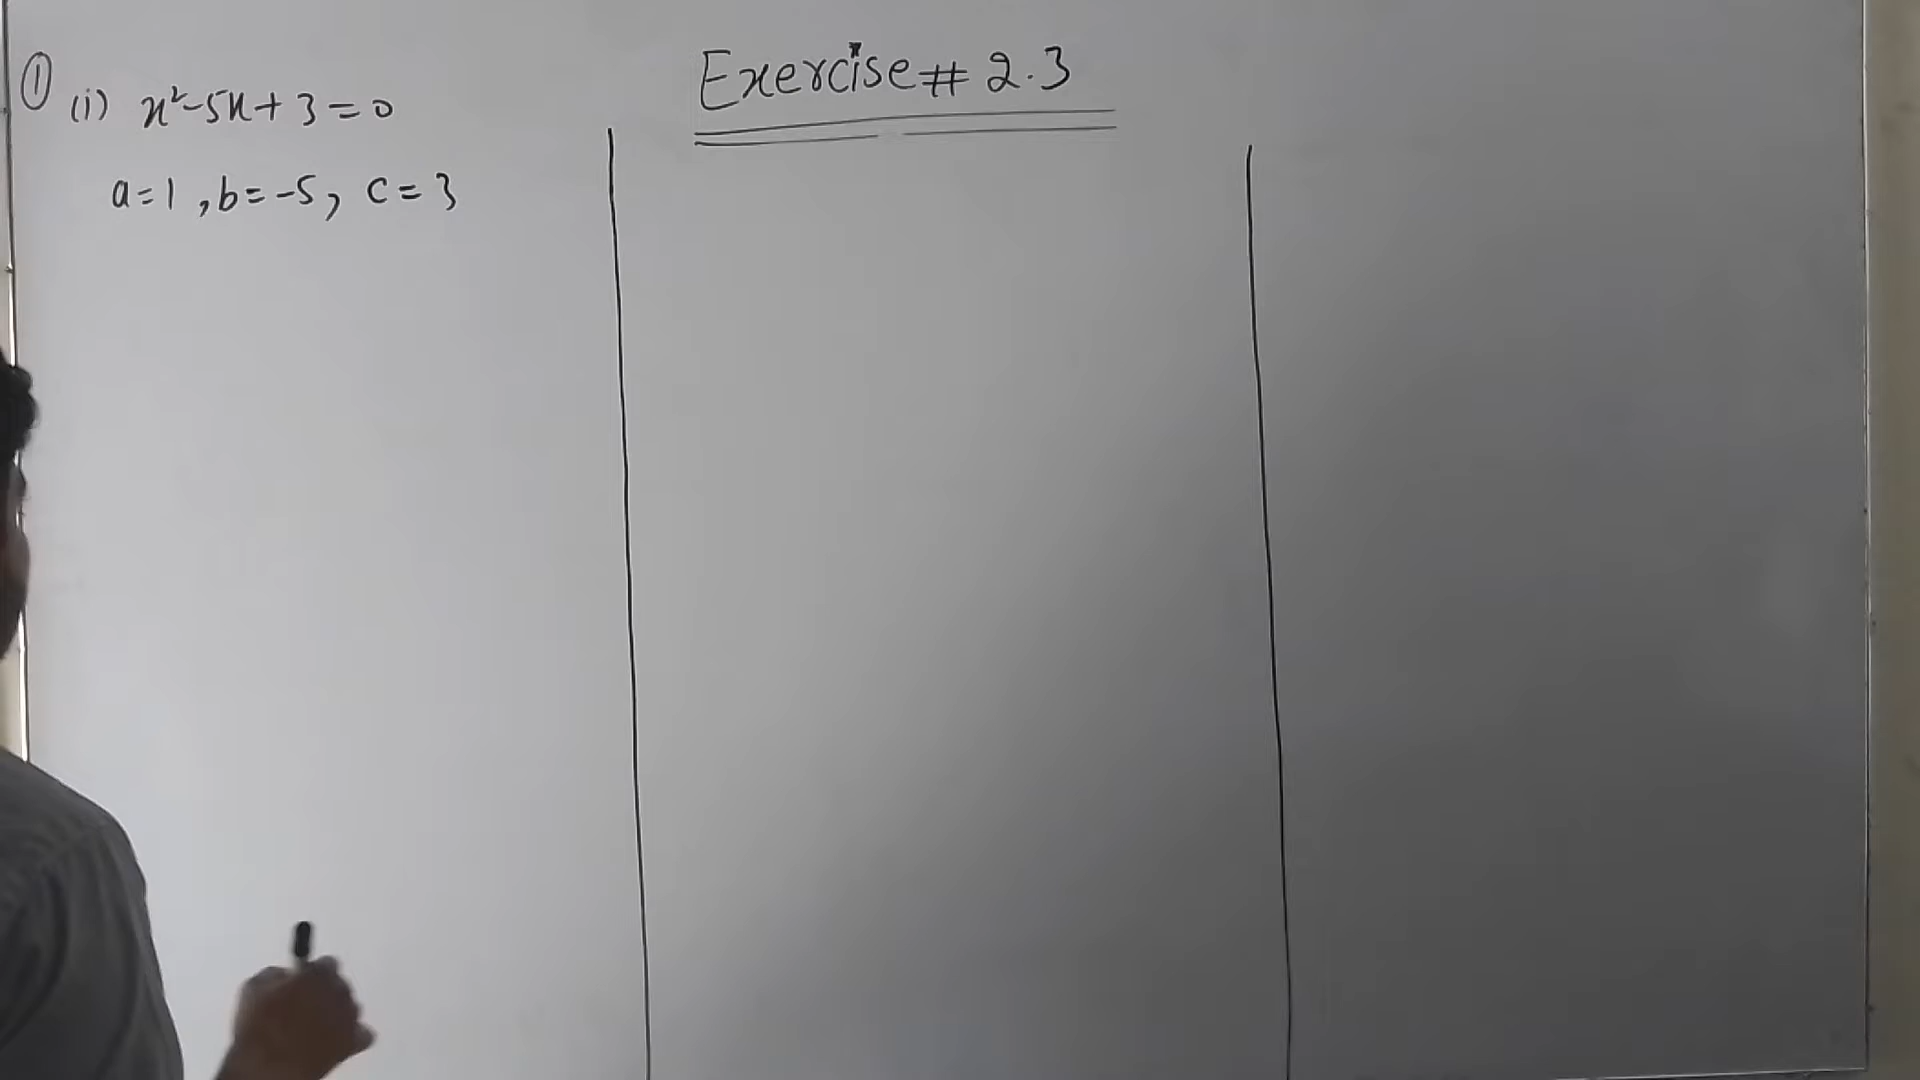 Exercise # 2.3
① (i) x²-5x+3=0
a=1, b=-5, c=3